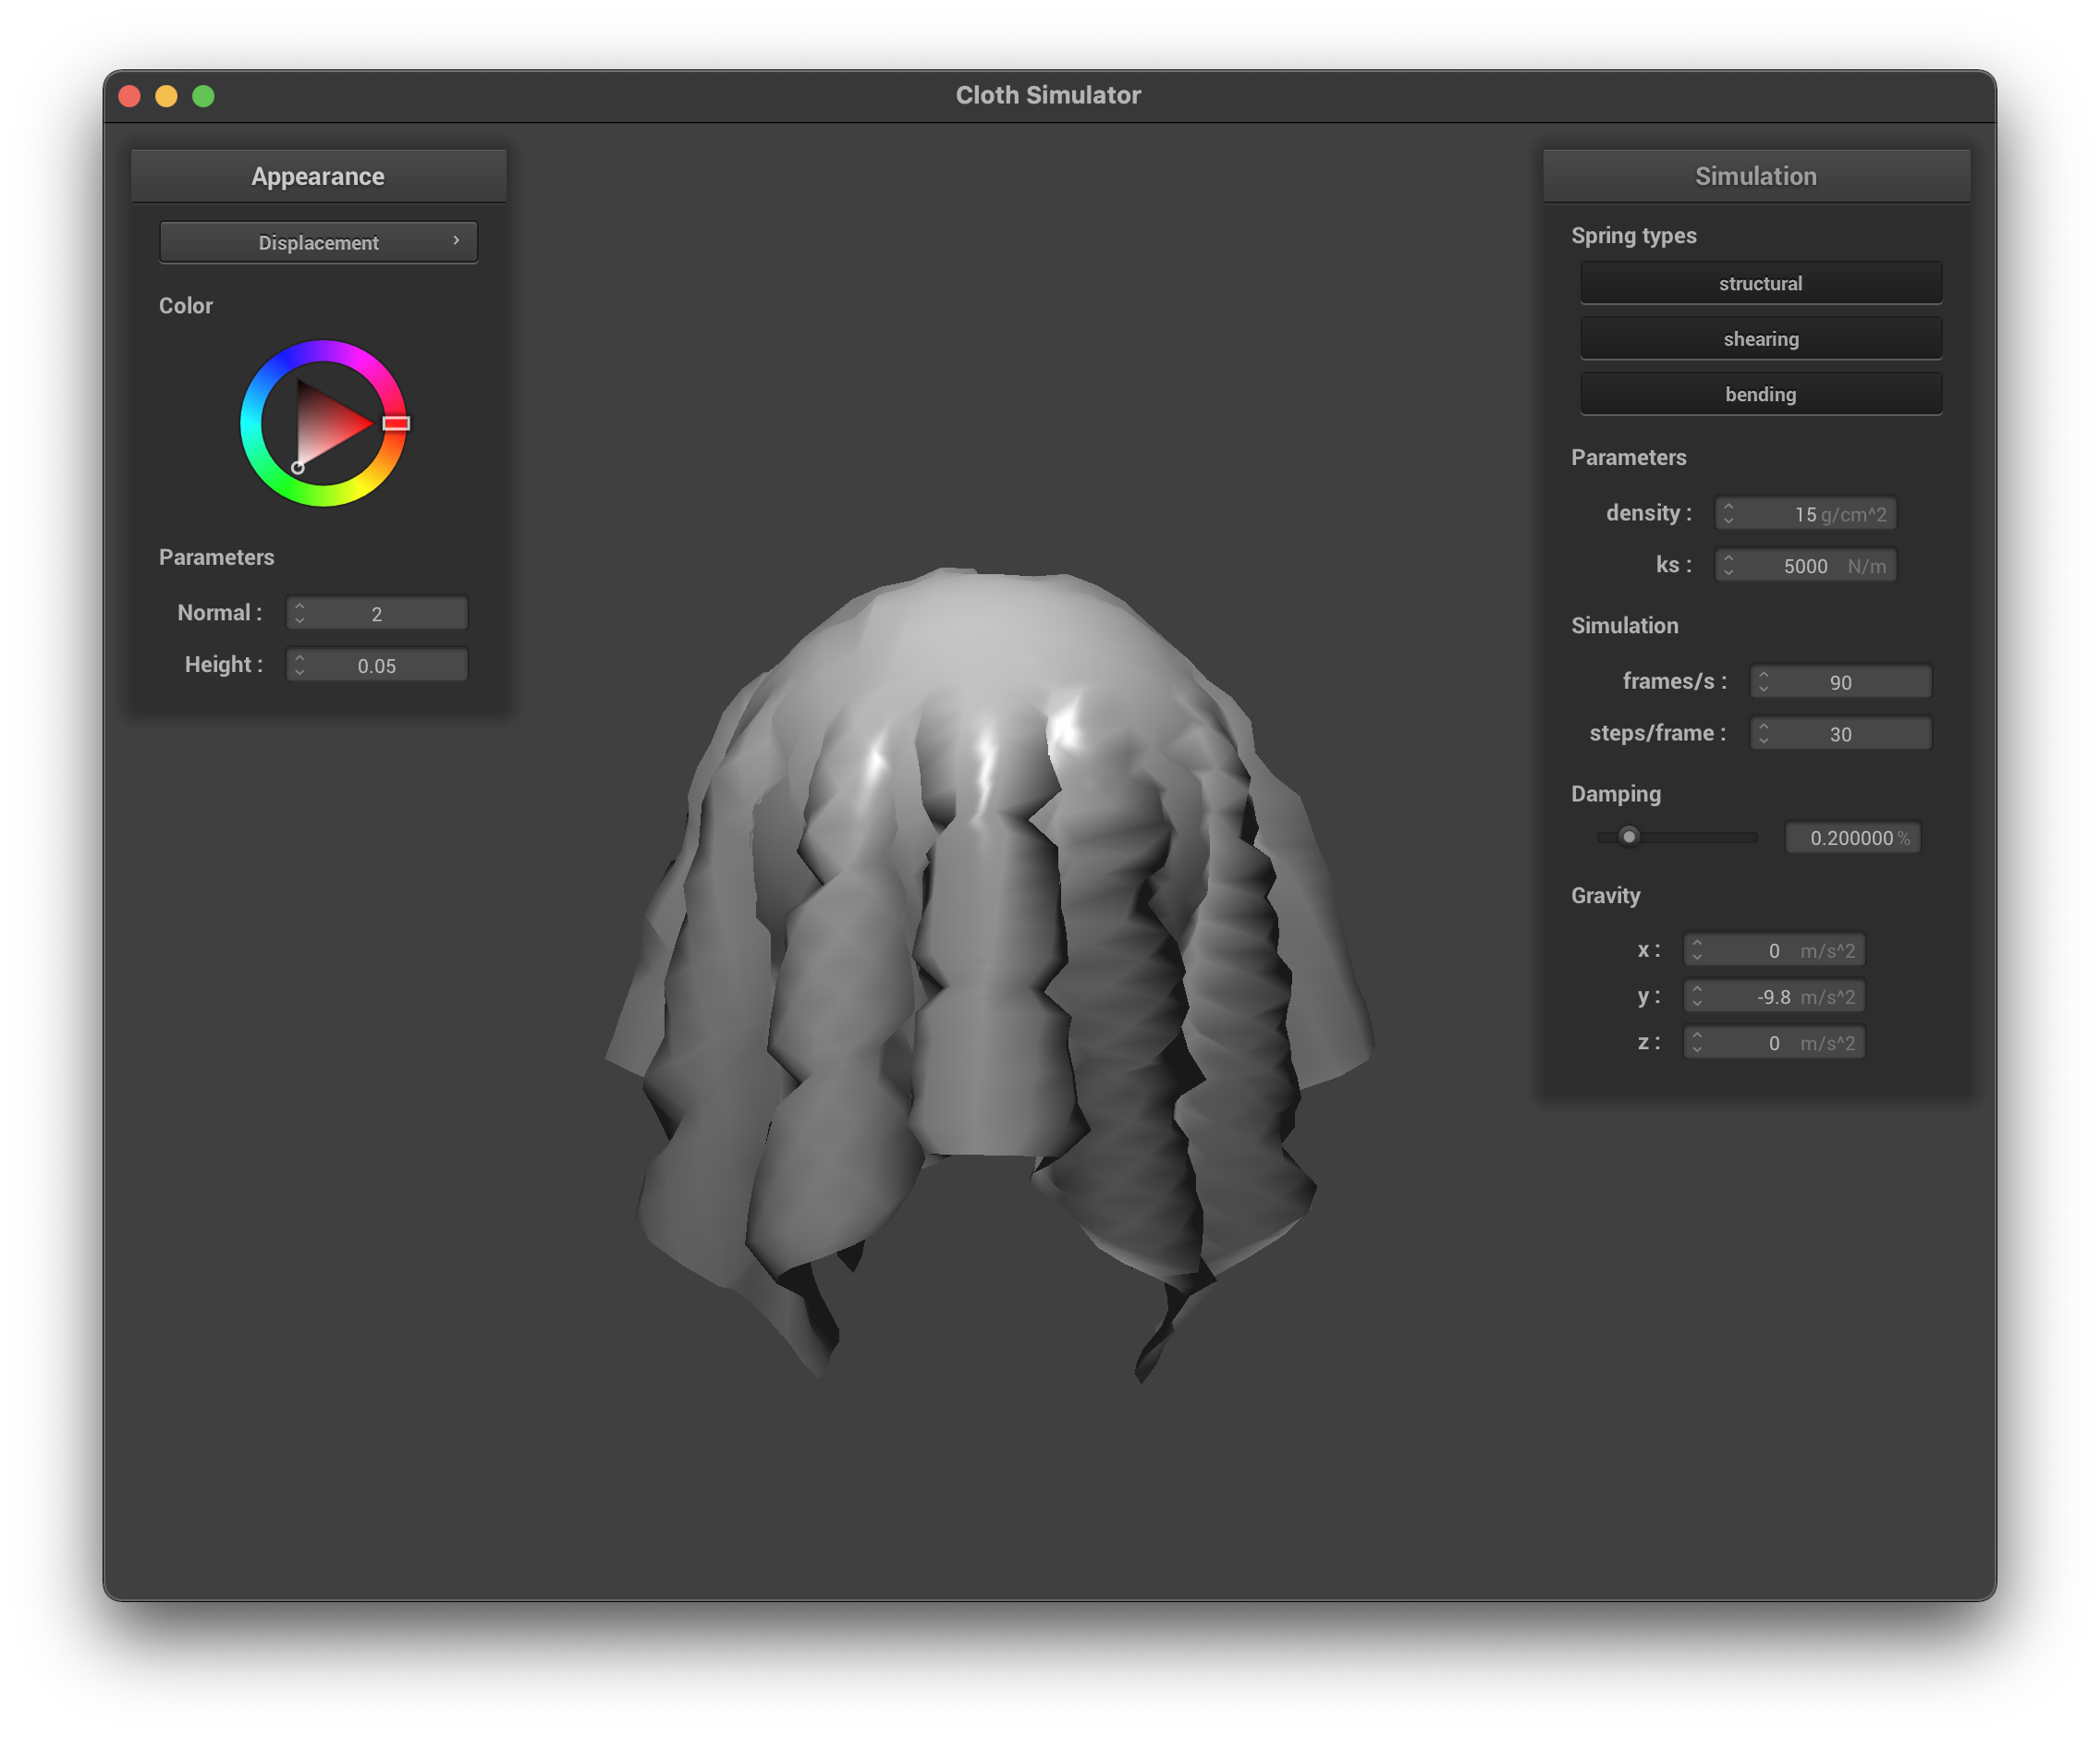 Cloth Simulator
Appearance
Displacement
Color
Parameters
Normal : 2
Height : 0.05
Simulation
Spring types
structural
shearing
bending
Parameters
density : 15 g/cm^2
ks : 5000 N/m
Simulation
frames/s : 90
steps/frame : 30
Damping
0.200000 %
Gravity
x : 0 m/s^2
y : -9.8 m/s^2
z : 0 m/s^2